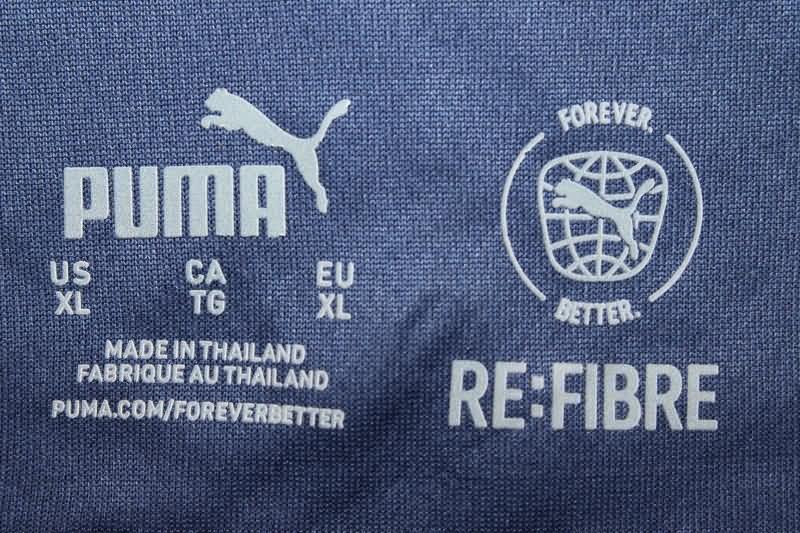 PUMA
US CA EU
XL TG XL
MADE IN THAILAND
FABRIQUE AU THAILAND
PUMA.COM/FOREVERBETTER
FOREVER.
BETTER.
RE:FIBRE